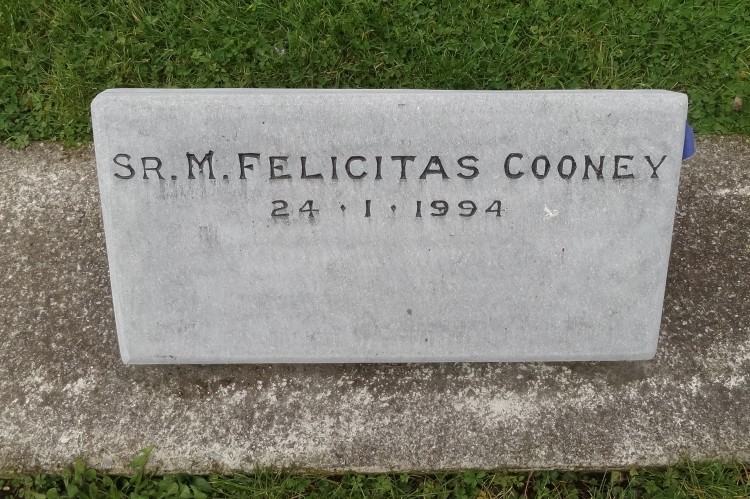 SR. M. FELICITAS COONEY
24 · 1 · 1994